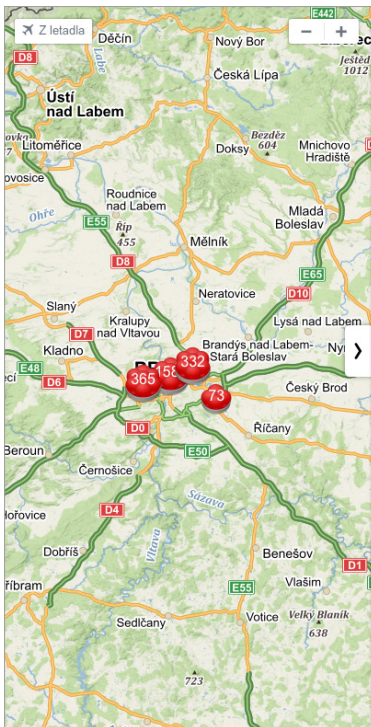 E442
Z letadla
− +
Děčín
Nový Bor
Ještěd
1012
D8
Labe
Česká Lípa
Ústí
nad Labem
Bezděz
604
Litoměřice
Doksy
Mnichovo
Hradiště
Roudnice
nad Labem
Ohře
Mladá
Boleslav
E55
Říp
455
Mělník
D8
E65
Neratovice
D10
Slaný
Kralupy
nad Vltavou
Lysá nad Labem
D7
Brandýs nad Labem-
Stará Boleslav
Kladno
E48
D6
365
158
332
73
Český Brod
D0
Říčany
Beroun
E50
Černošice
Sázava
D4
Vltava
Dobříš
Benešov
D1
Vlašim
E55
Sedlčany
Votice
Velký Blaník
638
723